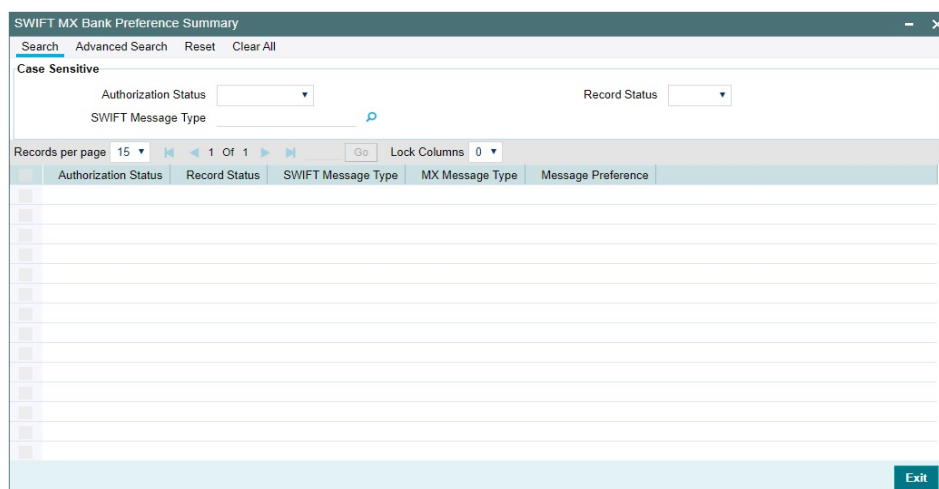 SWIFT MX Bank Preference Summary
Search Advanced Search Reset Clear All
Case Sensitive
Authorization Status Record Status
SWIFT Message Type
Records per page 15 1 Of 1 Go Lock Columns 0
Authorization Status Record Status SWIFT Message Type MX Message Type Message Preference
Exit